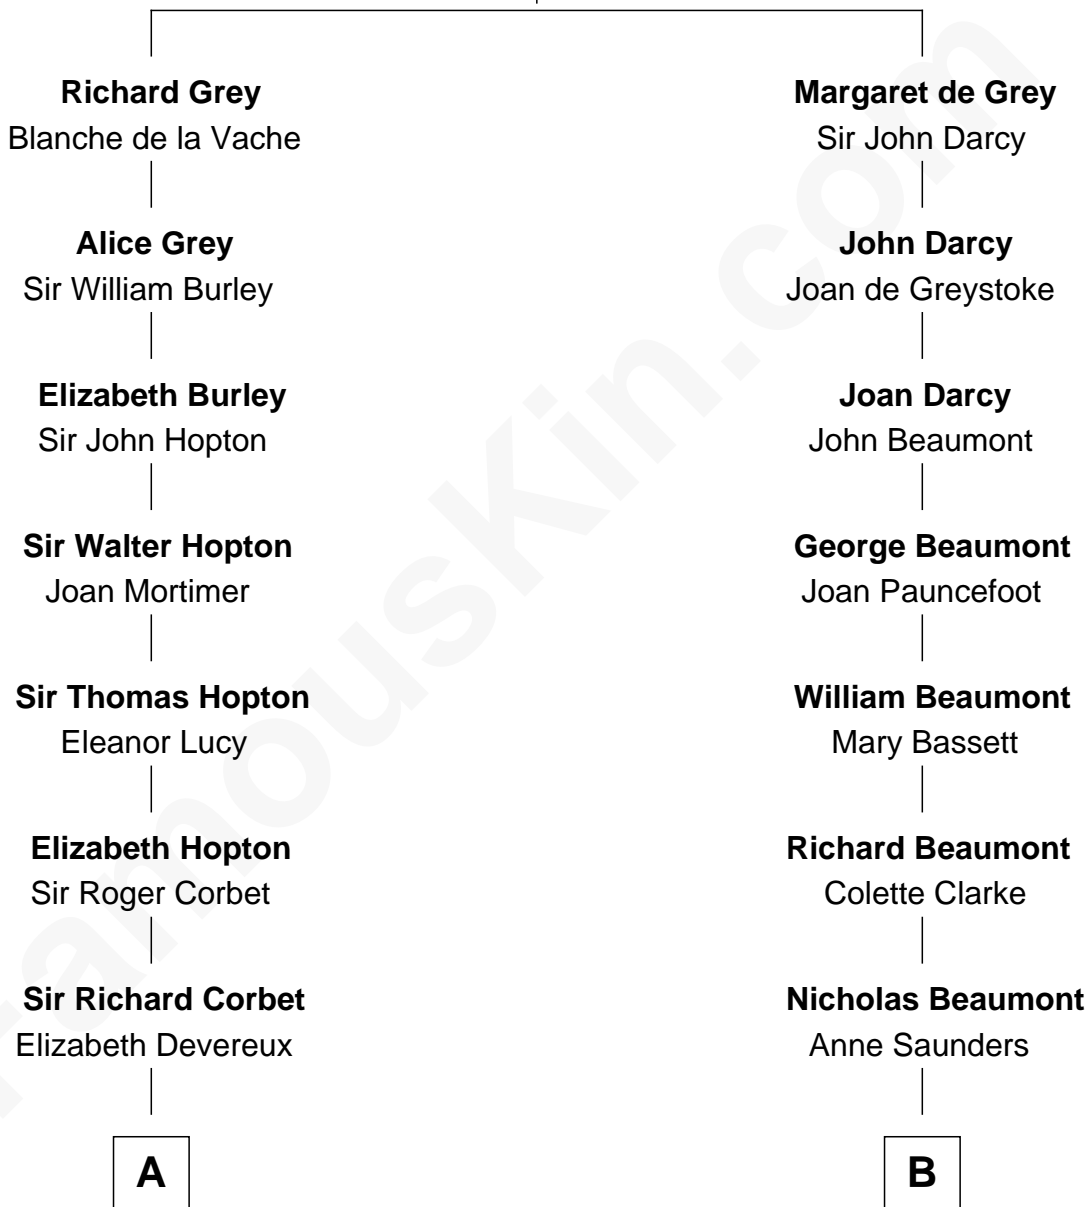 Richard Grey
Blanche de la Vache
Alice Grey
Sir William Burley
Elizabeth Burley
Sir John Hopton
Sir Walter Hopton
Joan Mortimer
Sir Thomas Hopton
Eleanor Lucy
Elizabeth Hopton
Sir Roger Corbet
Sir Richard Corbet
Elizabeth Devereux
A
Margaret de Grey
Sir John Darcy
John Darcy
Joan de Greystoke
Joan Darcy
John Beaumont
George Beaumont
Joan Pauncefoot
William Beaumont
Mary Bassett
Richard Beaumont
Colette Clarke
Nicholas Beaumont
Anne Saunders
B
FamousKin.com